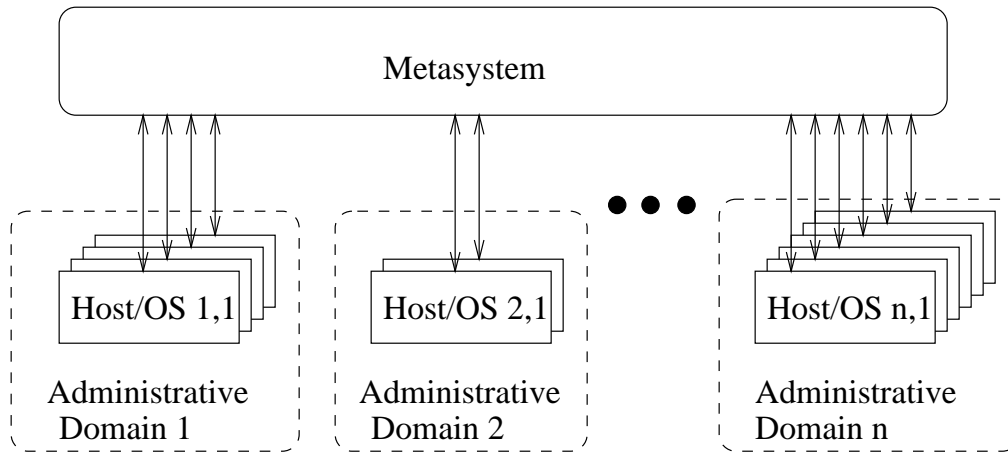 Metasystem
Host/OS 1,1
Host/OS 2,1
Host/OS n,1
Administrative
Domain 1
Administrative
Domain 2
Administrative
Domain n